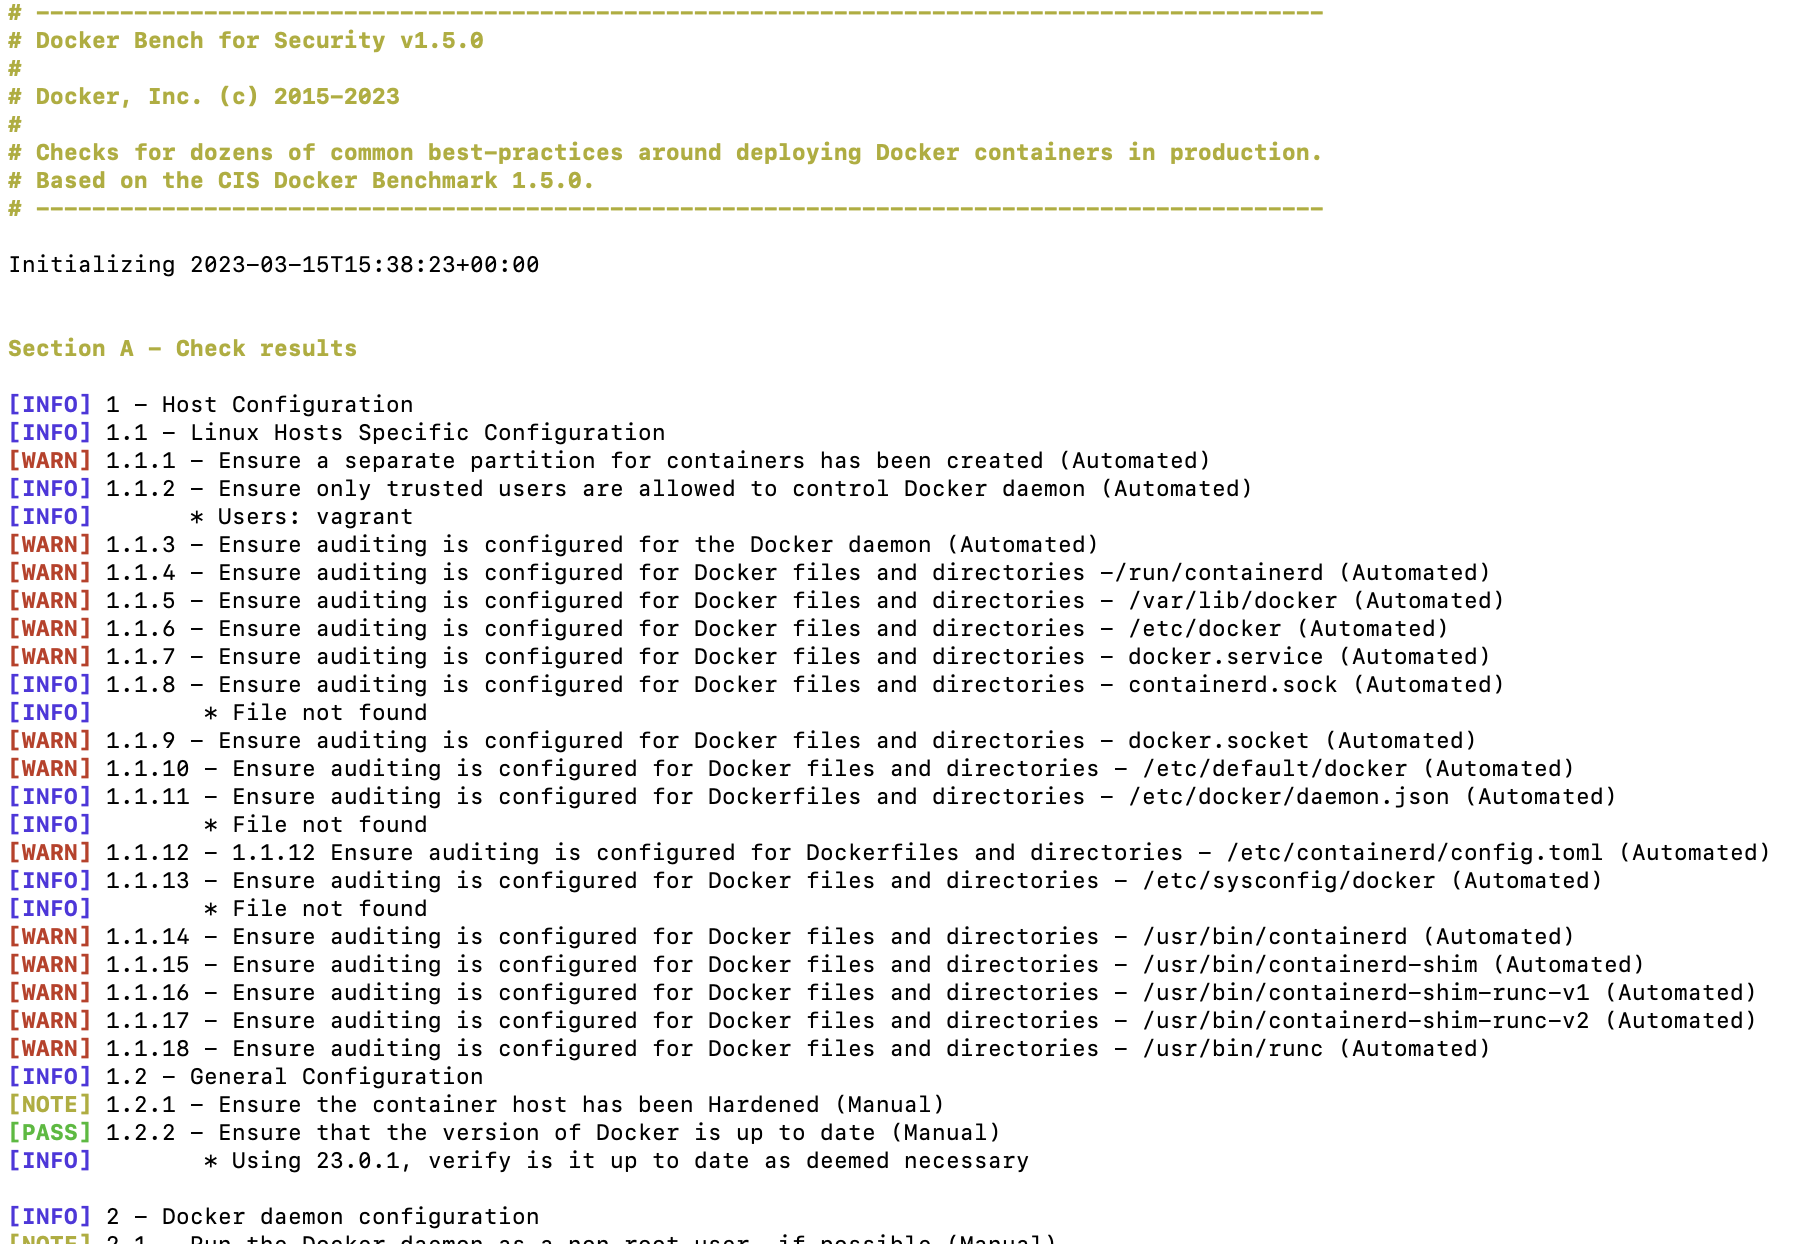 # --------------------------------------------------------------------------------------------
# Docker Bench for Security v1.5.0
#
# Docker, Inc. (c) 2015-2023
#
# Checks for dozens of common best-practices around deploying Docker containers in production.
# Based on the CIS Docker Benchmark 1.5.0.
# --------------------------------------------------------------------------------------------
Initializing 2023-03-15T15:38:23+00:00
Section A - Check results
[INFO] 1 - Host Configuration
[INFO] 1.1 - Linux Hosts Specific Configuration
[WARN] 1.1.1 - Ensure a separate partition for containers has been created (Automated)
[INFO] 1.1.2 - Ensure only trusted users are allowed to control Docker daemon (Automated)
[INFO]       * Users: vagrant
[WARN] 1.1.3 - Ensure auditing is configured for the Docker daemon (Automated)
[WARN] 1.1.4 - Ensure auditing is configured for Docker files and directories -/run/containerd (Automated)
[WARN] 1.1.5 - Ensure auditing is configured for Docker files and directories - /var/lib/docker (Automated)
[WARN] 1.1.6 - Ensure auditing is configured for Docker files and directories - /etc/docker (Automated)
[WARN] 1.1.7 - Ensure auditing is configured for Docker files and directories - docker.service (Automated)
[INFO] 1.1.8 - Ensure auditing is configured for Docker files and directories - containerd.sock (Automated)
[INFO]        * File not found
[WARN] 1.1.9 - Ensure auditing is configured for Docker files and directories - docker.socket (Automated)
[WARN] 1.1.10 - Ensure auditing is configured for Docker files and directories - /etc/default/docker (Automated)
[INFO] 1.1.11 - Ensure auditing is configured for Dockerfiles and directories - /etc/docker/daemon.json (Automated)
[INFO]        * File not found
[WARN] 1.1.12 - 1.1.12 Ensure auditing is configured for Dockerfiles and directories - /etc/containerd/config.toml (Automated)
[INFO] 1.1.13 - Ensure auditing is configured for Docker files and directories - /etc/sysconfig/docker (Automated)
[INFO]        * File not found
[WARN] 1.1.14 - Ensure auditing is configured for Docker files and directories - /usr/bin/containerd (Automated)
[WARN] 1.1.15 - Ensure auditing is configured for Docker files and directories - /usr/bin/containerd-shim (Automated)
[WARN] 1.1.16 - Ensure auditing is configured for Docker files and directories - /usr/bin/containerd-shim-runc-v1 (Automated)
[WARN] 1.1.17 - Ensure auditing is configured for Docker files and directories - /usr/bin/containerd-shim-runc-v2 (Automated)
[WARN] 1.1.18 - Ensure auditing is configured for Docker files and directories - /usr/bin/runc (Automated)
[INFO] 1.2 - General Configuration
[NOTE] 1.2.1 - Ensure the container host has been Hardened (Manual)
[PASS] 1.2.2 - Ensure that the version of Docker is up to date (Manual)
[INFO]        * Using 23.0.1, verify is it up to date as deemed necessary
[INFO] 2 - Docker daemon configuration
[NOTE] 2.1 - Run the Docker daemon as a non-root user, if possible (Manual)